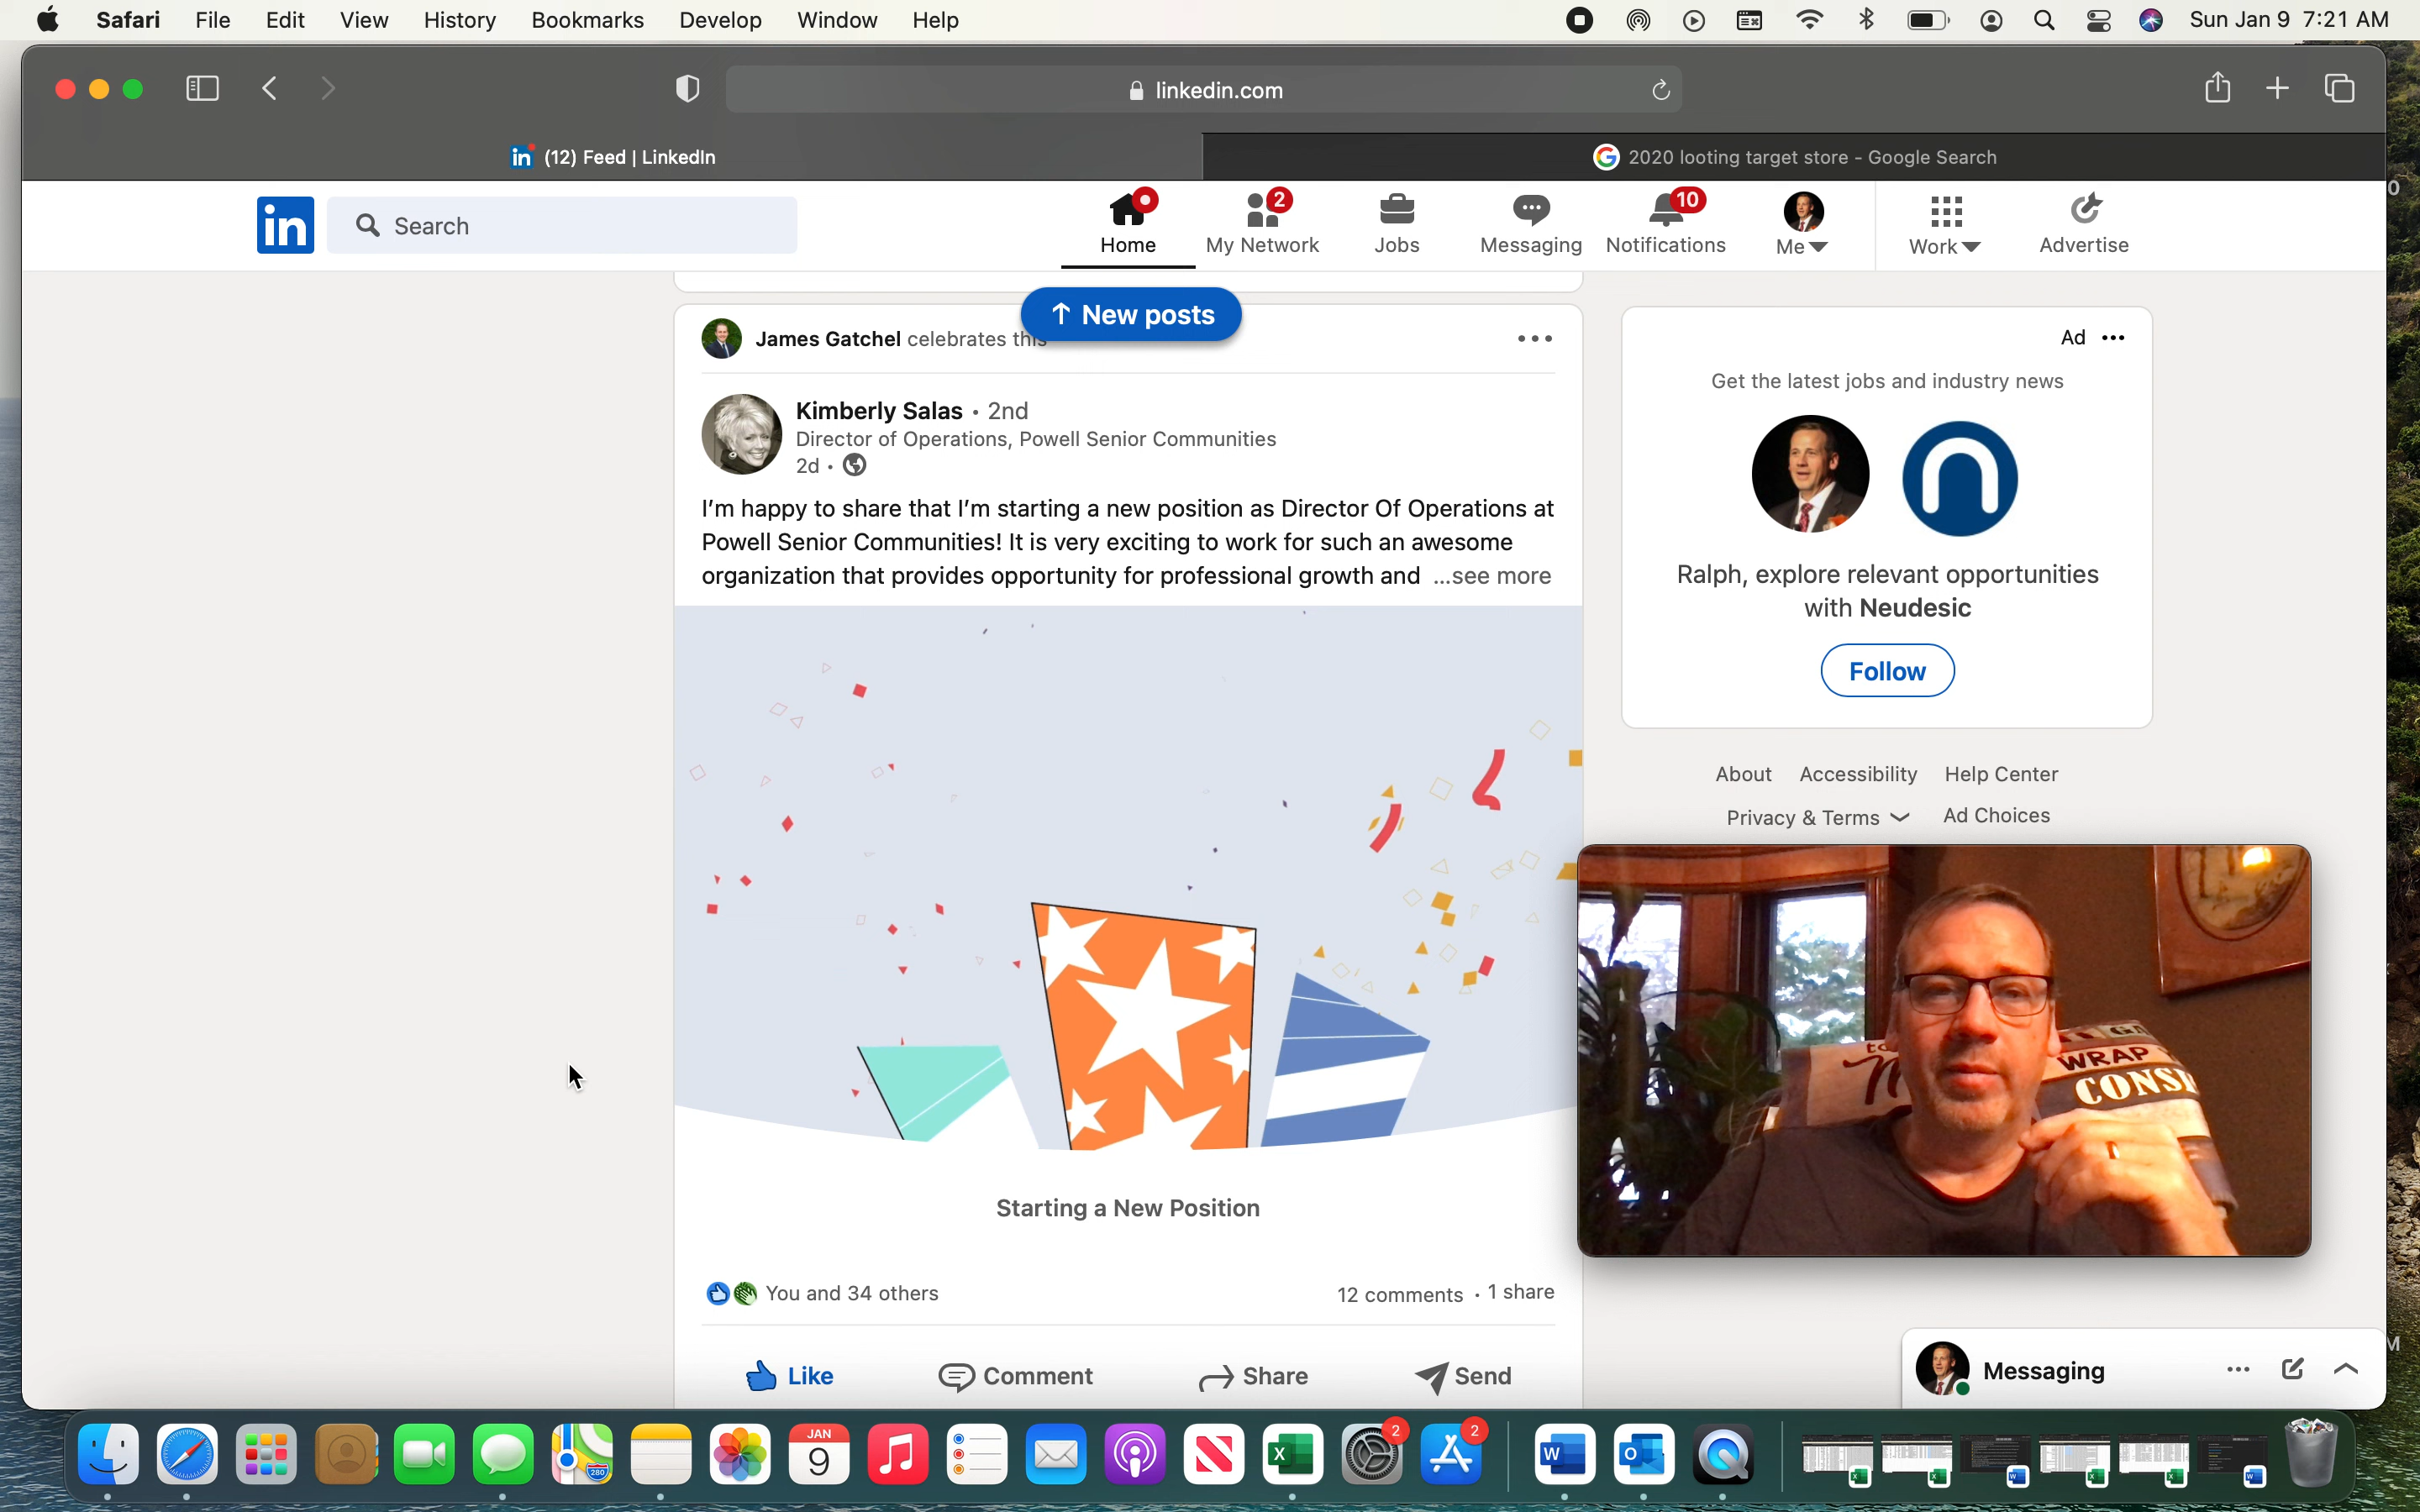 Safari File Edit View History Bookmarks Develop Window Help
Sun Jan 9 7:21 AM
linkedin.com
in (12) Feed | LinkedIn
2020 looting target store - Google Search
in
Search
Home
2
My Network
Jobs
Messaging
10
Notifications
Me
Work
Advertise
↑ New posts
James Gatchel celebrates this
Kimberly Salas • 2nd
Director of Operations, Powell Senior Communities
2d •
I'm happy to share that I'm starting a new position as Director Of Operations at
Powell Senior Communities! It is very exciting to work for such an awesome
organization that provides opportunity for professional growth and ...see more
Starting a New Position
You and 34 others
12 comments • 1 share
Like Comment Share Send
Ad
Get the latest jobs and industry news
Ralph, explore relevant opportunities
with Neudesic
Follow
About Accessibility Help Center
Privacy & Terms Ad Choices
WRAP
Messaging
280
JAN
9
2
2
W
O